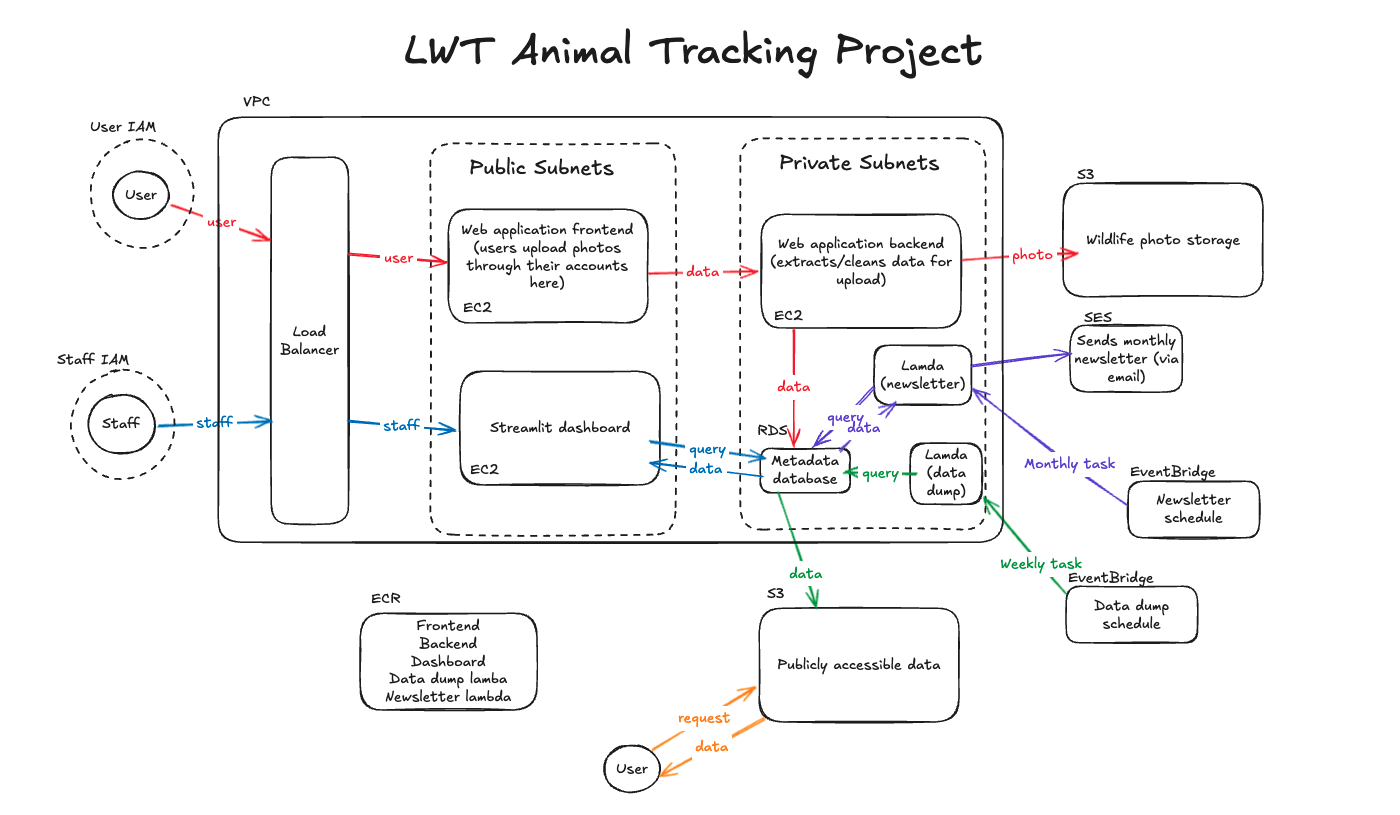 LWT Animal Tracking Project
VPC
User IAM
User
user
Load
Balancer
user
Public Subnets
Web application frontend
(users upload photos
through their accounts
here)
EC2
data
Private Subnets
Web application backend
(extracts/cleans data for
upload)
EC2
photo
S3
Wildlife photo storage
SES
Sends monthly
newsletter (via
email)
Staff IAM
Staff
staff
staff
Streamlit dashboard
EC2
query
data
data
RDS
Metadata
database
Lamda
(newsletter)
query
data
Lamda
(data
dump)
query
Monthly task
EventBridge
Newsletter
schedule
Weekly task
EventBridge
Data dump
schedule
data
S3
Publicly accessible data
ECR
Frontend
Backend
Dashboard
Data dump lamba
Newsletter lambda
request
data
User